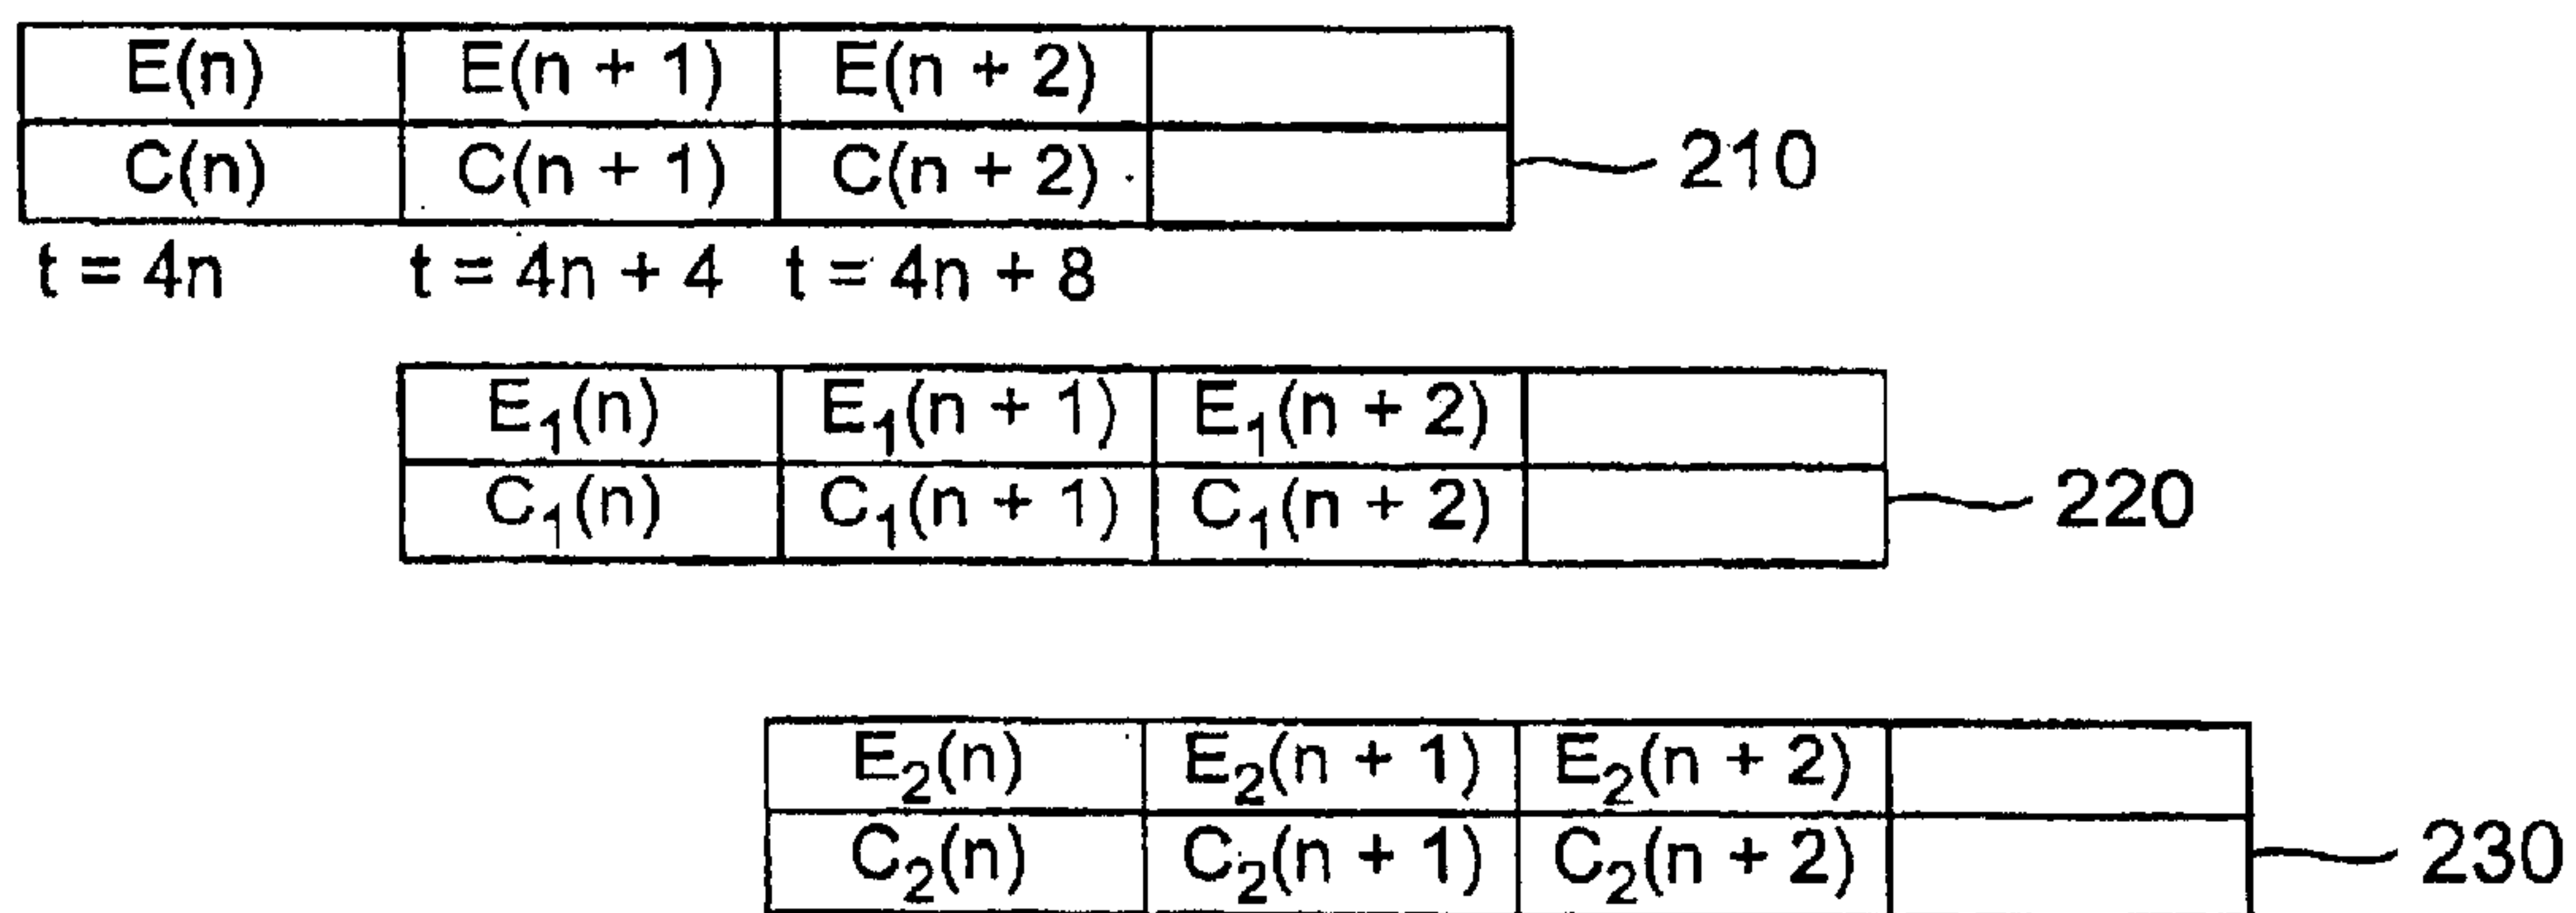 E(n) E(n + 1) E(n + 2)
C(n) C(n + 1) C(n + 2) 210
t = 4n t = 4n + 4 t = 4n + 8
E₁(n) E₁(n + 1) E₁(n + 2)
C₁(n) C₁(n + 1) C₁(n + 2) 220
E₂(n) E₂(n + 1) E₂(n + 2)
C₂(n) C₂(n + 1) C₂(n + 2) 230